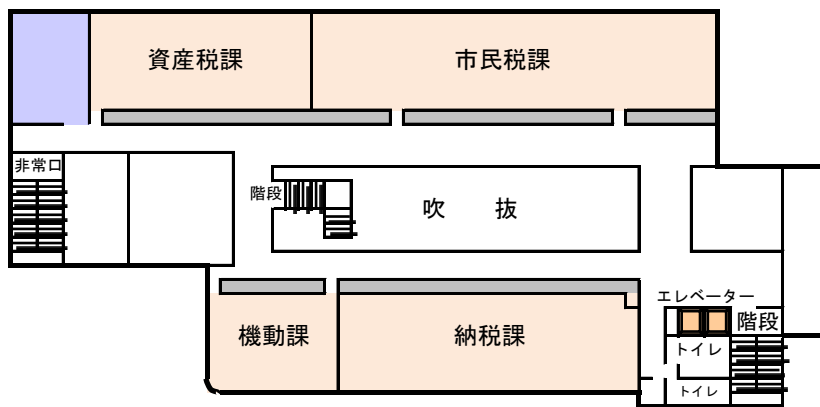 資産税課
市民税課
非常口
階段
吹 抜
エレベーター
階段
機動課
納税課
トイレ
トイレ